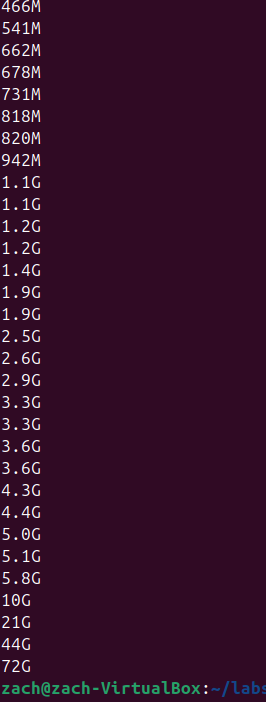 466M
541M
662M
678M
731M
818M
820M
942M
1.1G
1.1G
1.2G
1.2G
1.4G
1.9G
1.9G
2.5G
2.6G
2.9G
3.3G
3.3G
3.6G
3.6G
4.3G
4.4G
5.0G
5.1G
5.8G
10G
21G
44G
72G
zach@zach-VirtualBox:~/labs